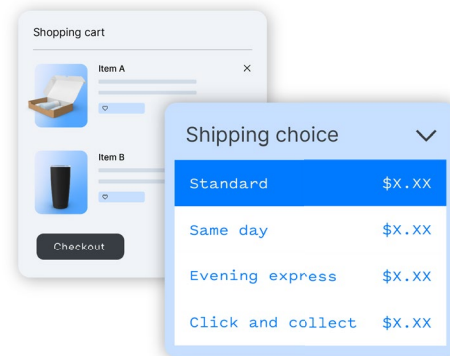 Shopping cart
Item A
Item B
Checkout
Shipping choice
Standard $X.XX
Same day $X.XX
Evening express $X.XX
Click and collect $X.XX